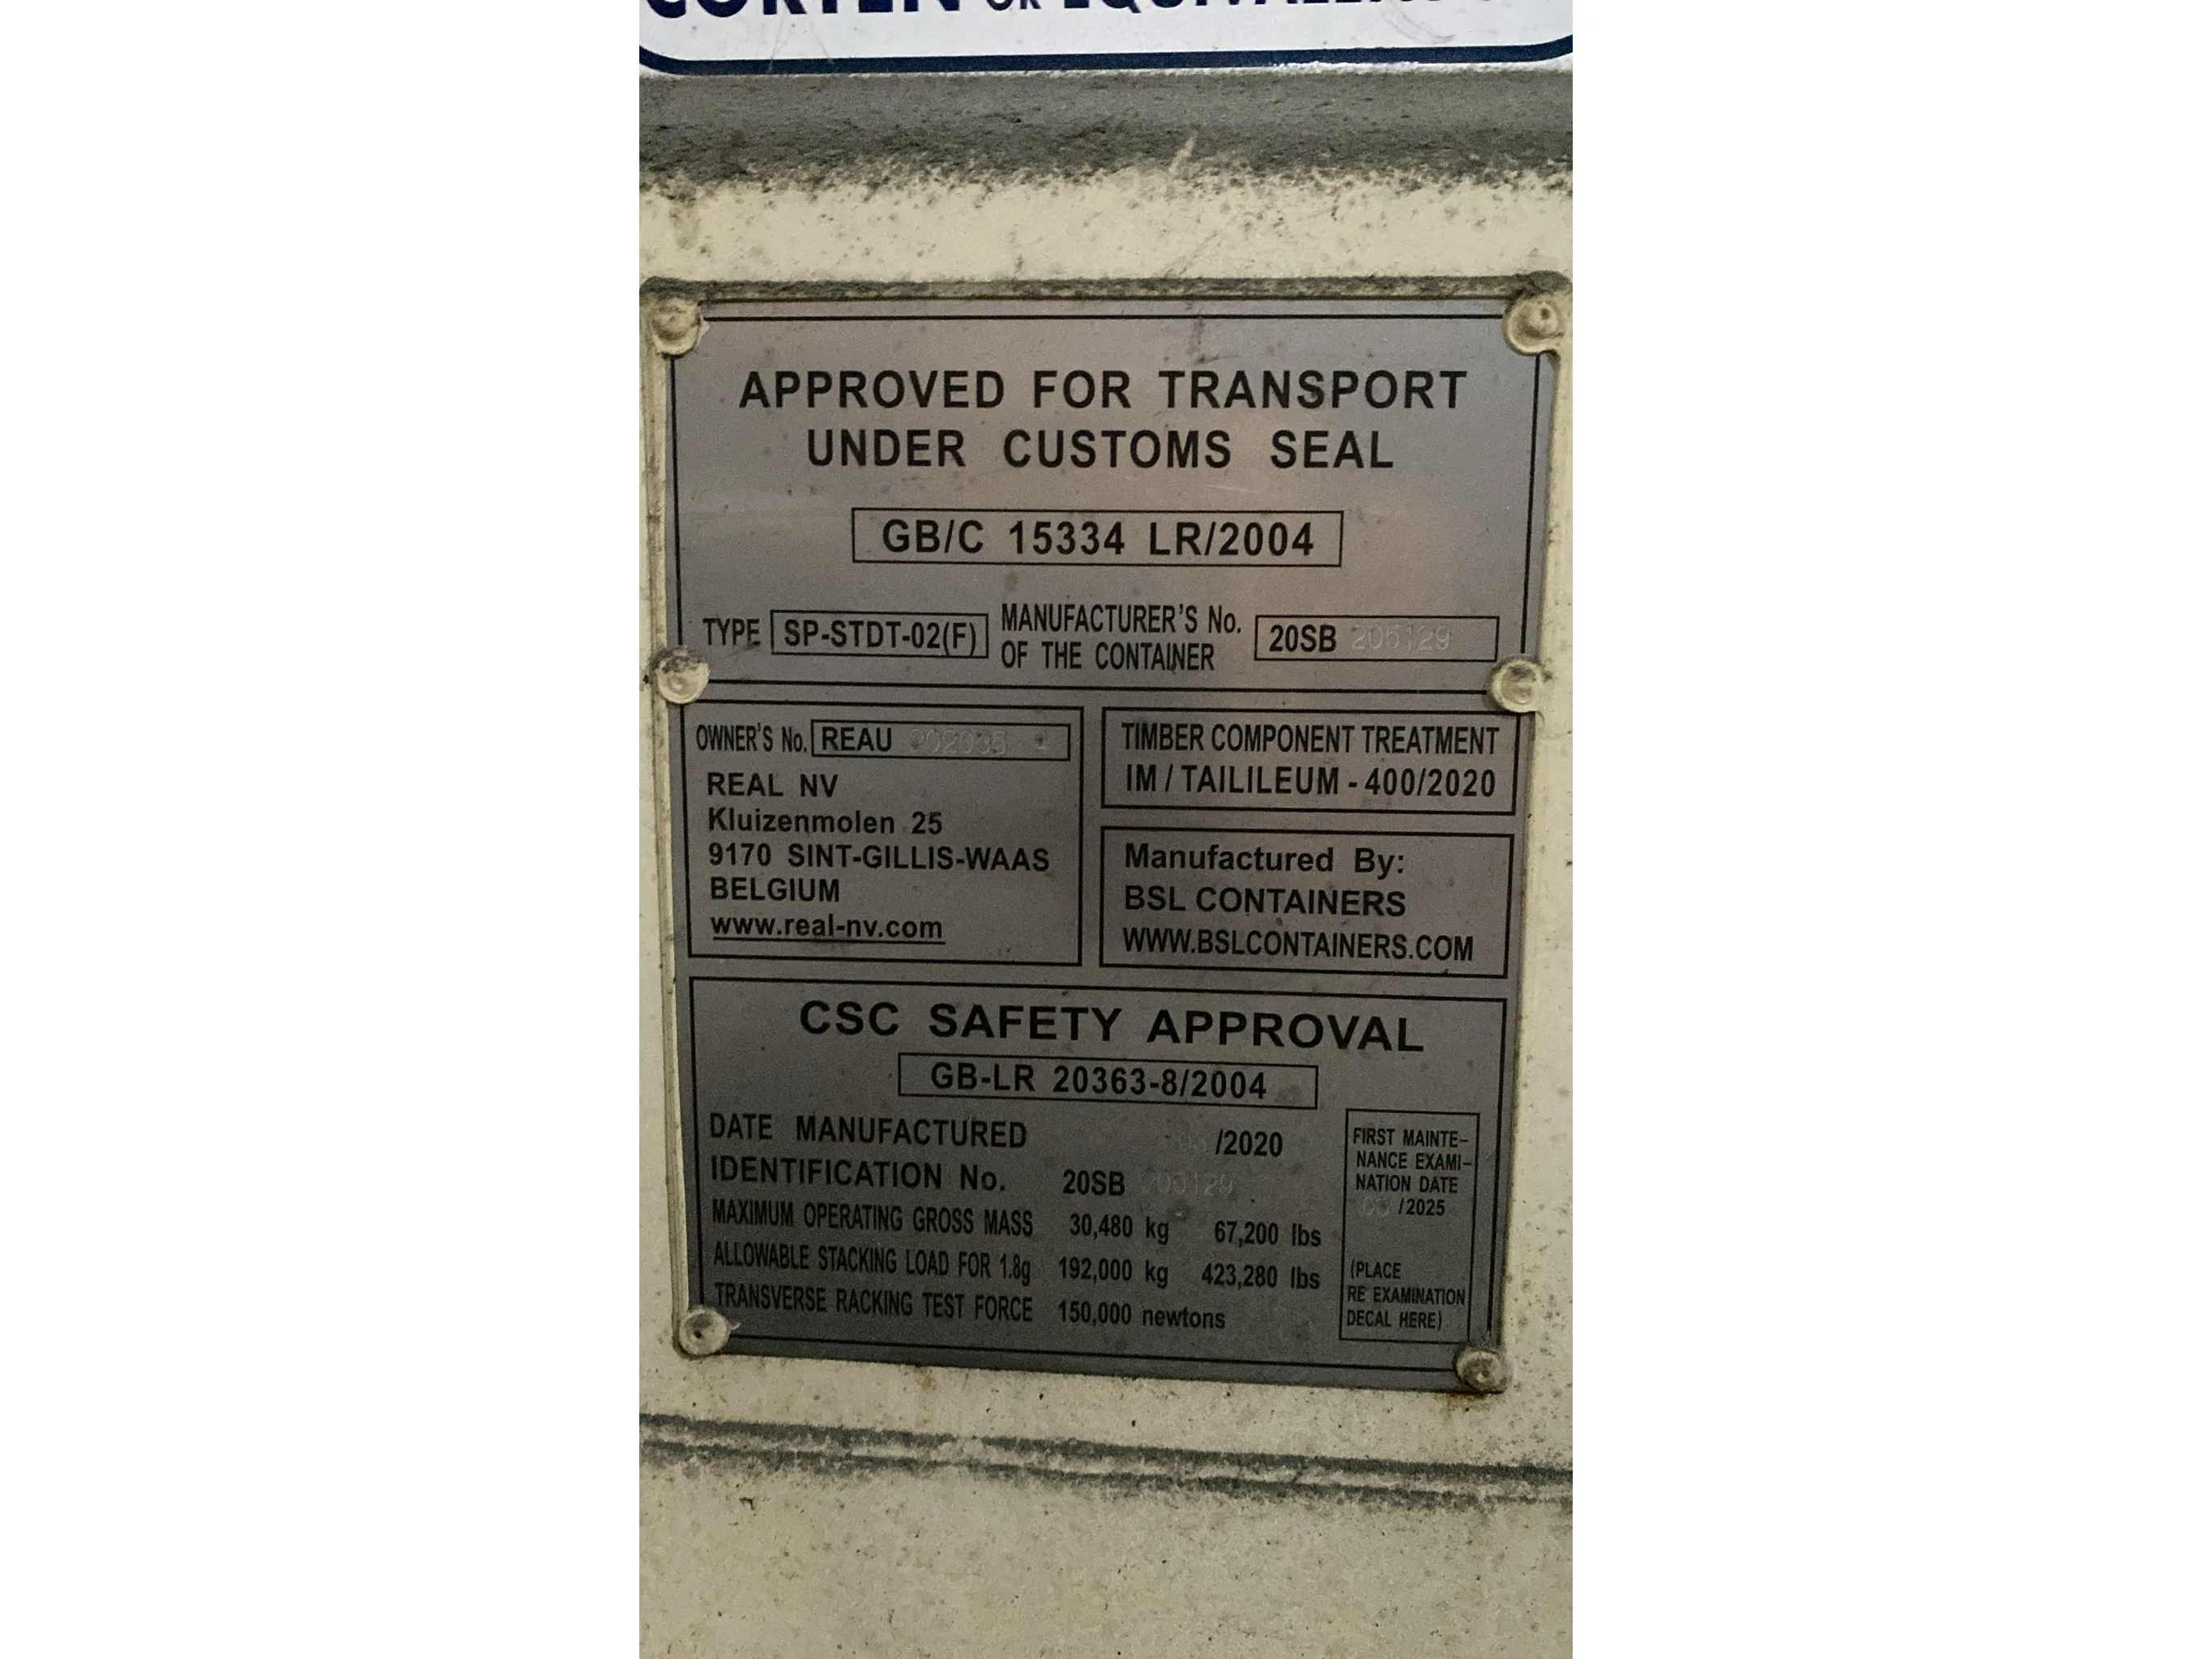 CORTEN OR
APPROVED FOR TRANSPORT
UNDER CUSTOMS SEAL
GB/C 15334 LR/2004
TYPE SP-STDT-02(F) MANUFACTURER'S No. OF THE CONTAINER 20SB
OWNER'S No. REAU
REAL NV
Kluizenmolen 25
9170 SINT-GILLIS-WAAS
BELGIUM
www.real-nv.com
TIMBER COMPONENT TREATMENT
IM / TAILILEUM - 400/2020
Manufactured By:
BSL CONTAINERS
WWW.BSLCONTAINERS.COM
CSC SAFETY APPROVAL
GB-LR 20363-8/2004
DATE MANUFACTURED /2020
IDENTIFICATION No. 20SB
MAXIMUM OPERATING GROSS MASS 30,480 kg 67,200 lbs
ALLOWABLE STACKING LOAD FOR 1.8g 192,000 kg 423,280 lbs
TRANSVERSE RACKING TEST FORCE 150,000 newtons
FIRST MAINTE-
NANCE EXAMI-
NATION DATE
/2025
(PLACE
RE EXAMINATION
DECAL HERE)